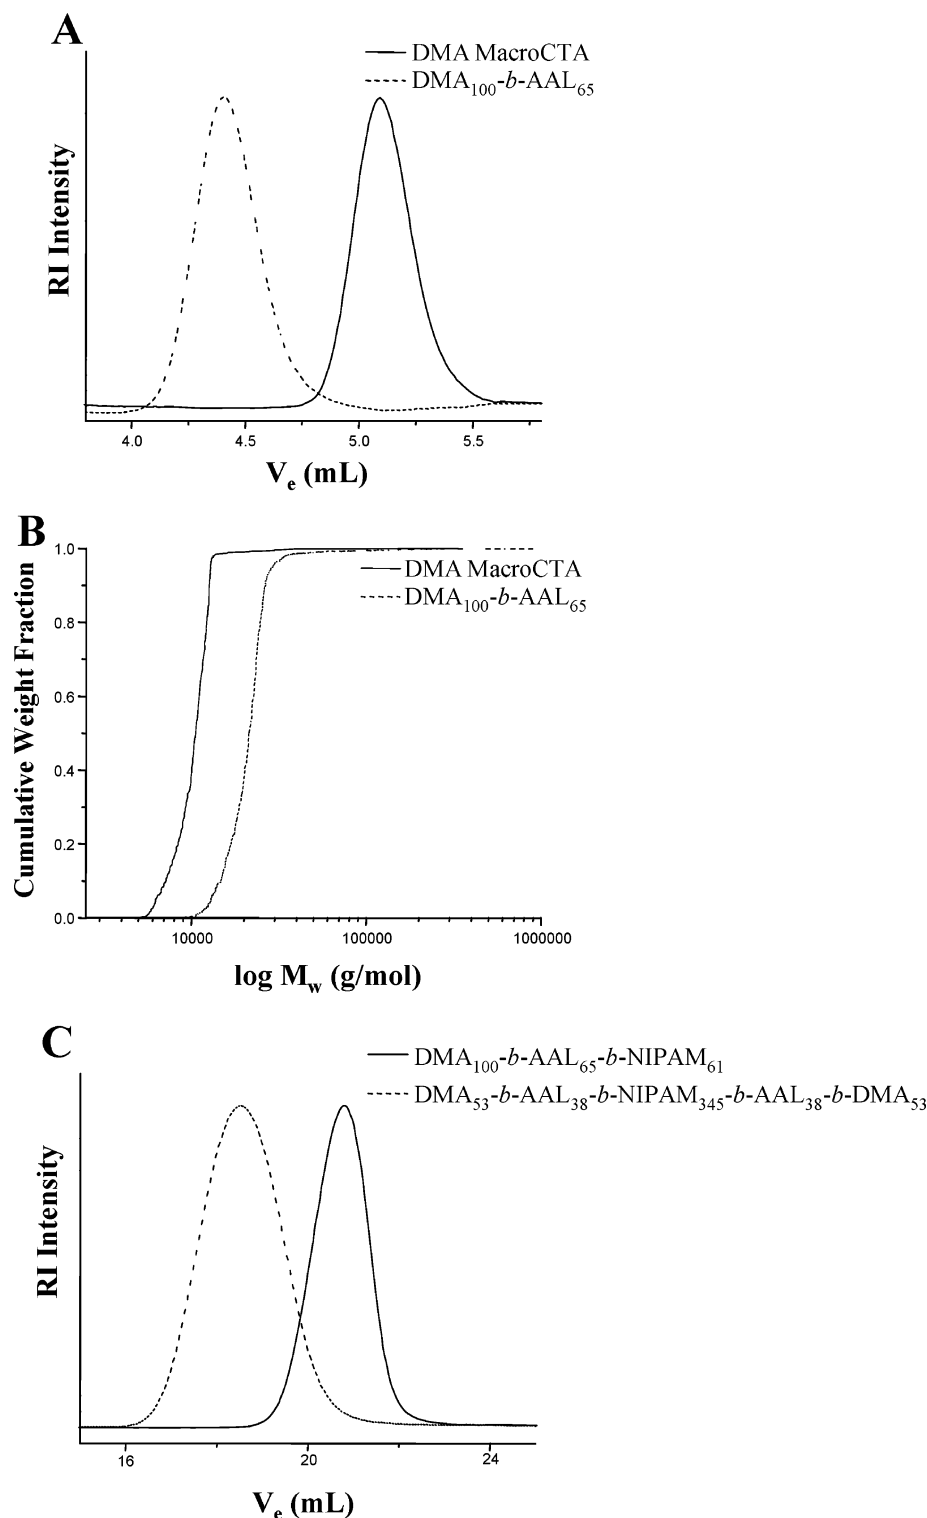 A
DMA MacroCTA
DMA₁₀₀-b-AAL₆₅
RI Intensity
4.0 4.5 5.0 5.5
Vₑ (mL)
B
1.0
0.8
0.6
0.4
0.2
0.0
DMA MacroCTA
DMA₁₀₀-b-AAL₆₅
Cumulative Weight Fraction
10000 100000 1000000
log M_w (g/mol)
C
DMA₁₀₀-b-AAL₆₅-b-NIPAM₆₁
DMA₅₃-b-AAL₃₈-b-NIPAM₃₄₅-b-AAL₃₈-b-DMA₅₃
RI Intensity
16 20 24
Vₑ (mL)